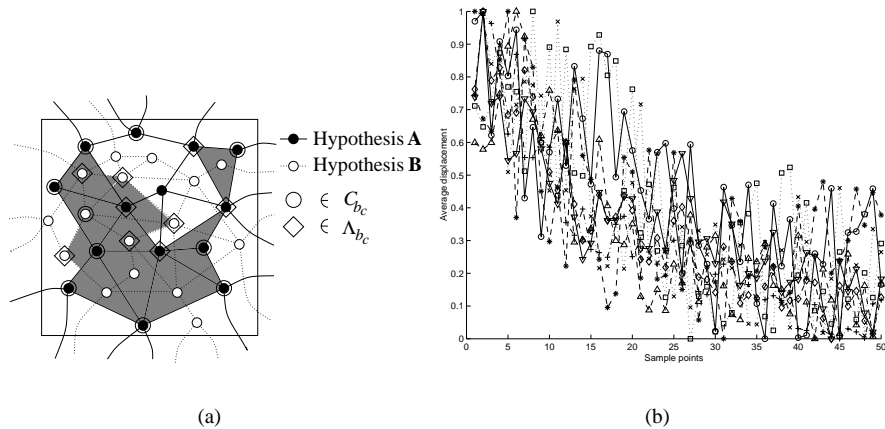 Hypothesis A
Hypothesis B
∈ C_{b_c}
∈ Λ_{b_c}
Average displacement
1
0.9
0.8
0.7
0.6
0.5
0.4
0.3
0.2
0.1
0
0 5 10 15 20 25 30 35 40 45 50
Sample points
(a)
(b)